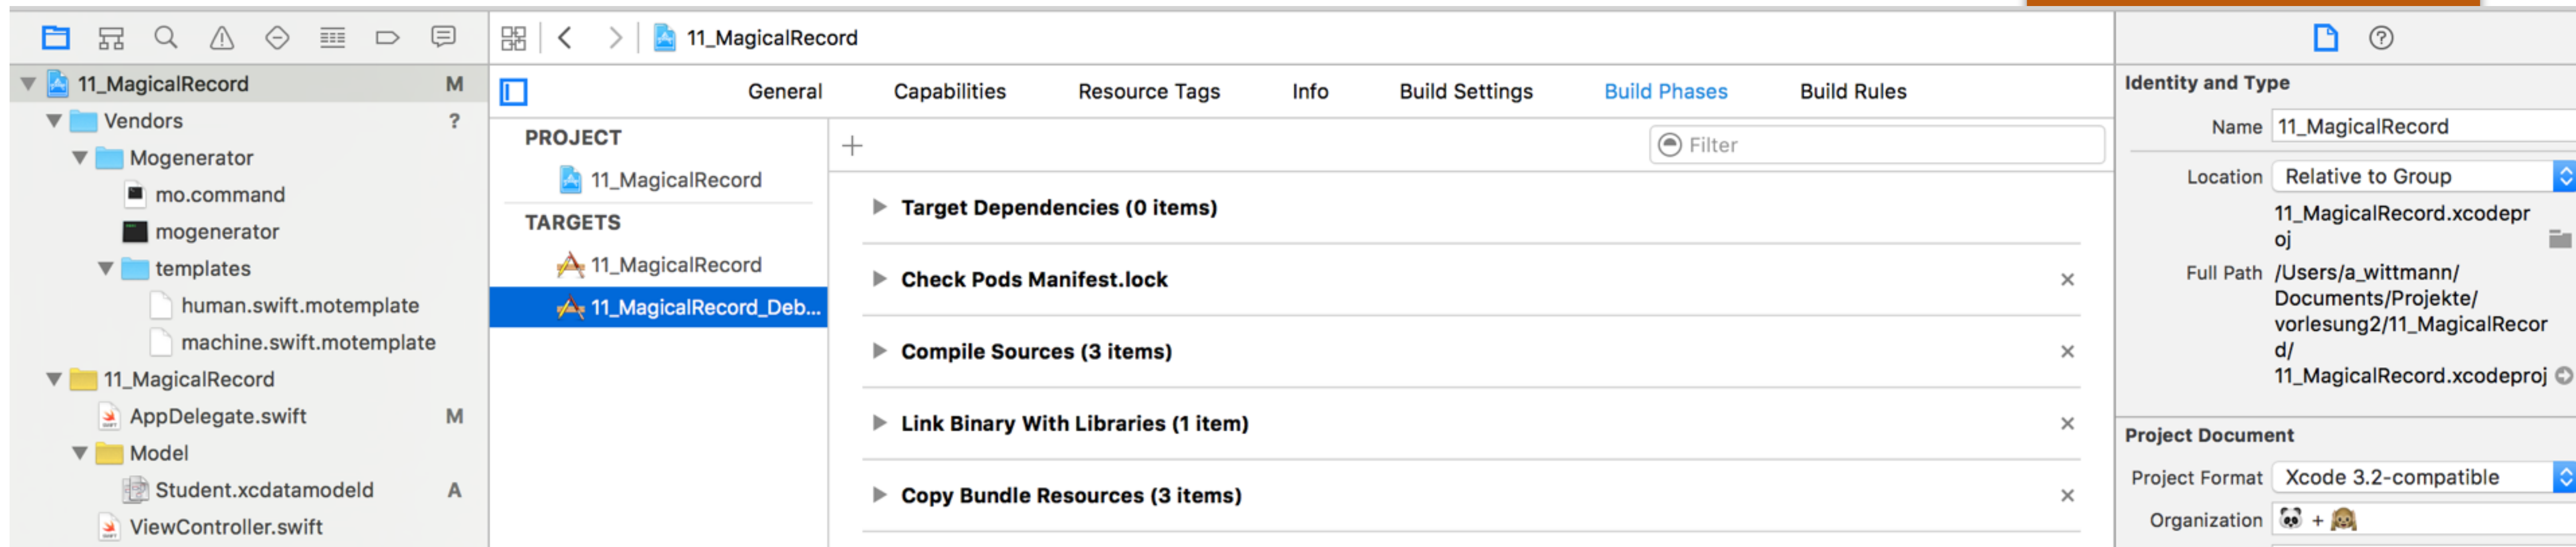 11_MagicalRecord M
Vendors ?
Mogenerator
mo.command
mogenerator
templates
human.swift.motemplate
machine.swift.motemplate
11_MagicalRecord
AppDelegate.swift M
Model
Student.xcdatamodeld A
ViewController.swift
11_MagicalRecord
General Capabilities Resource Tags Info Build Settings Build Phases Build Rules
PROJECT
11_MagicalRecord
TARGETS
11_MagicalRecord
11_MagicalRecord_Deb...
Filter
Target Dependencies (0 items)
Check Pods Manifest.lock
Compile Sources (3 items)
Link Binary With Libraries (1 item)
Copy Bundle Resources (3 items)
Identity and Type
Name 11_MagicalRecord
Location Relative to Group
11_MagicalRecord.xcodepr
oj
Full Path /Users/a_wittmann/
Documents/Projekte/
vorlesung2/11_MagicalRecor
d/
11_MagicalRecord.xcodeproj
Project Document
Project Format Xcode 3.2-compatible
Organization 🐼 + 🙉